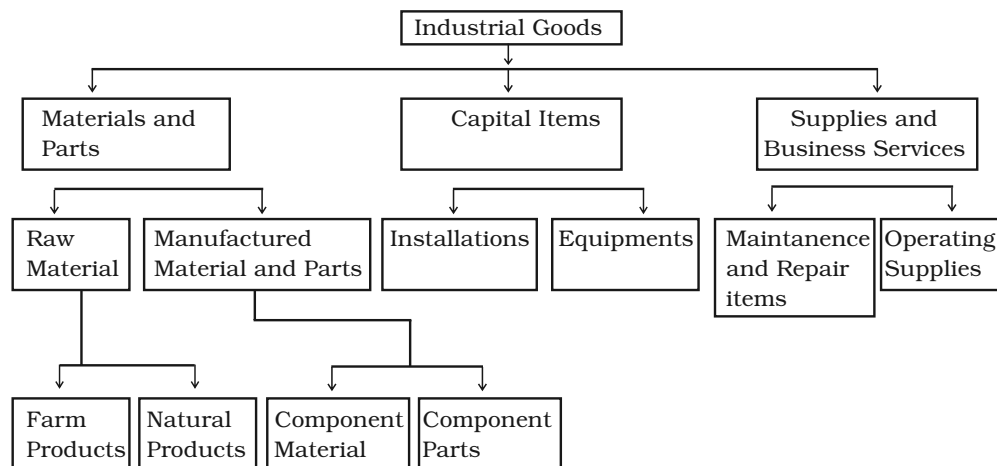 Industrial Goods
Materials and
Parts
Capital Items
Supplies and
Business Services
Raw
Material
Manufactured
Material and Parts
Installations
Equipments
Maintanence
and Repair
items
Operating
Supplies
Farm
Products
Natural
Products
Component
Material
Component
Parts